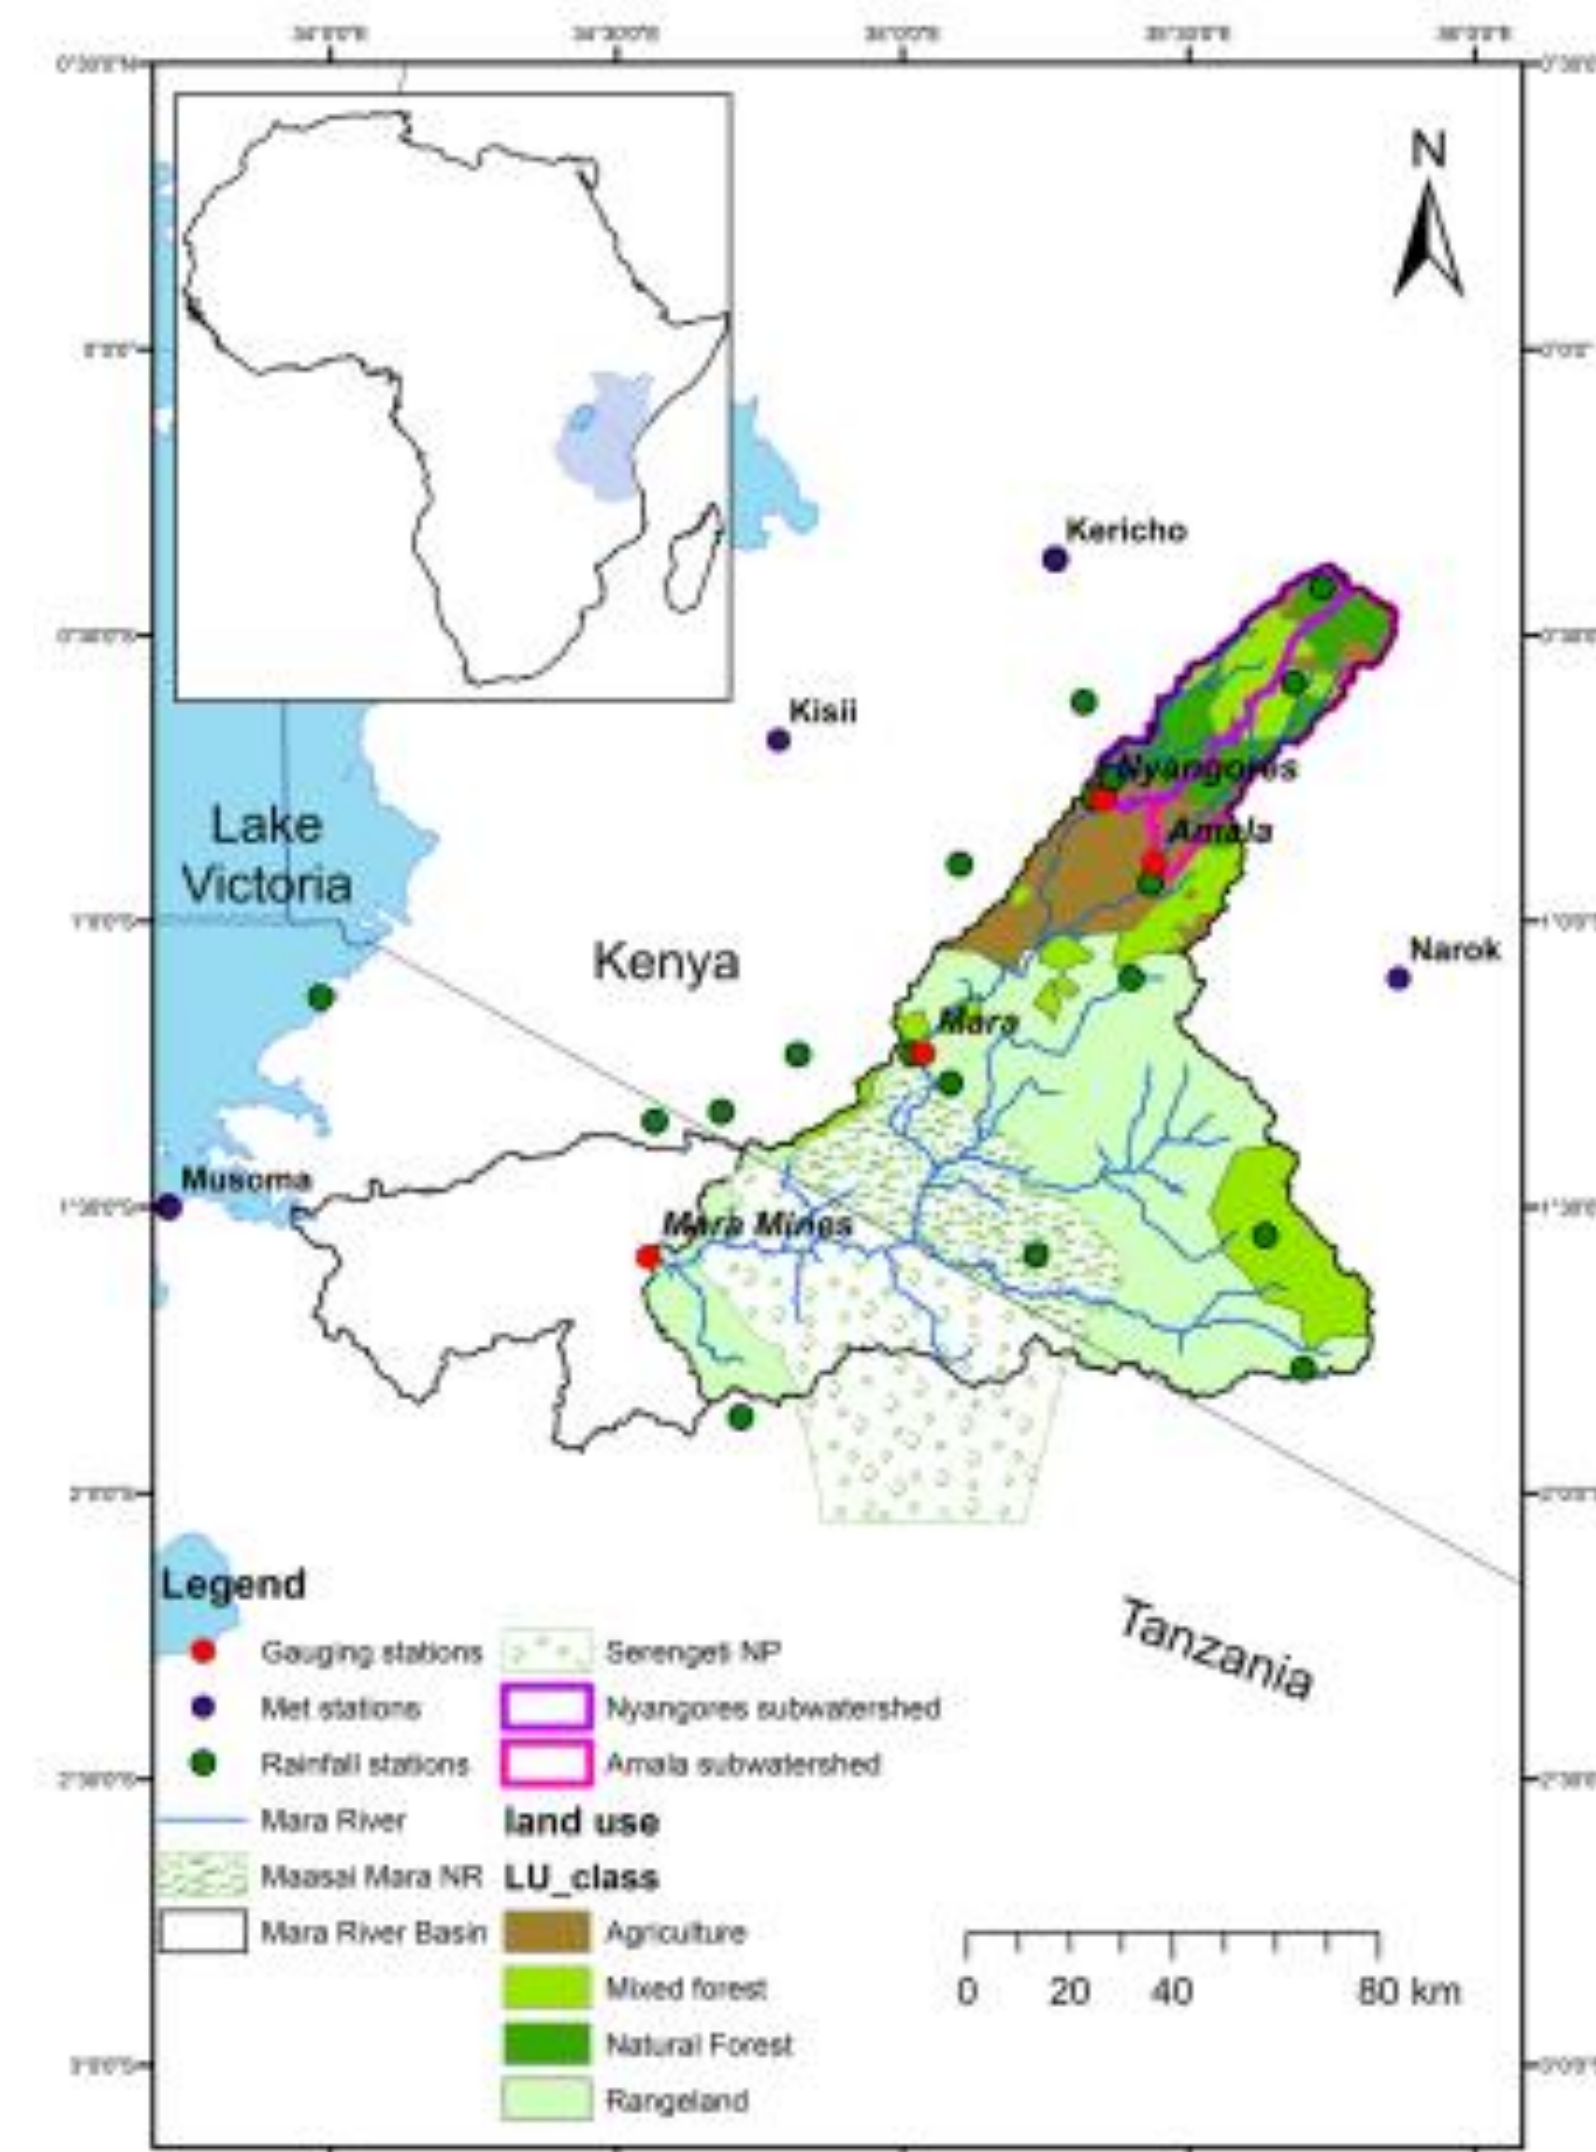 N
Kericho
Kisii
Nyangores
Amala
Lake
Victoria
Kenya
Narok
Mara
Musoma
Mara Mines
Tanzania
Legend
Gauging stations
Met stations
Rainfall stations
Mara River
Maasai Mara NR
Mara River Basin
Serengeti NP
Nyangores subwatershed
Amala subwatershed
land use
LU_class
Agriculture
Mixed forest
Natural Forest
Rangeland
0 20 40 80 km